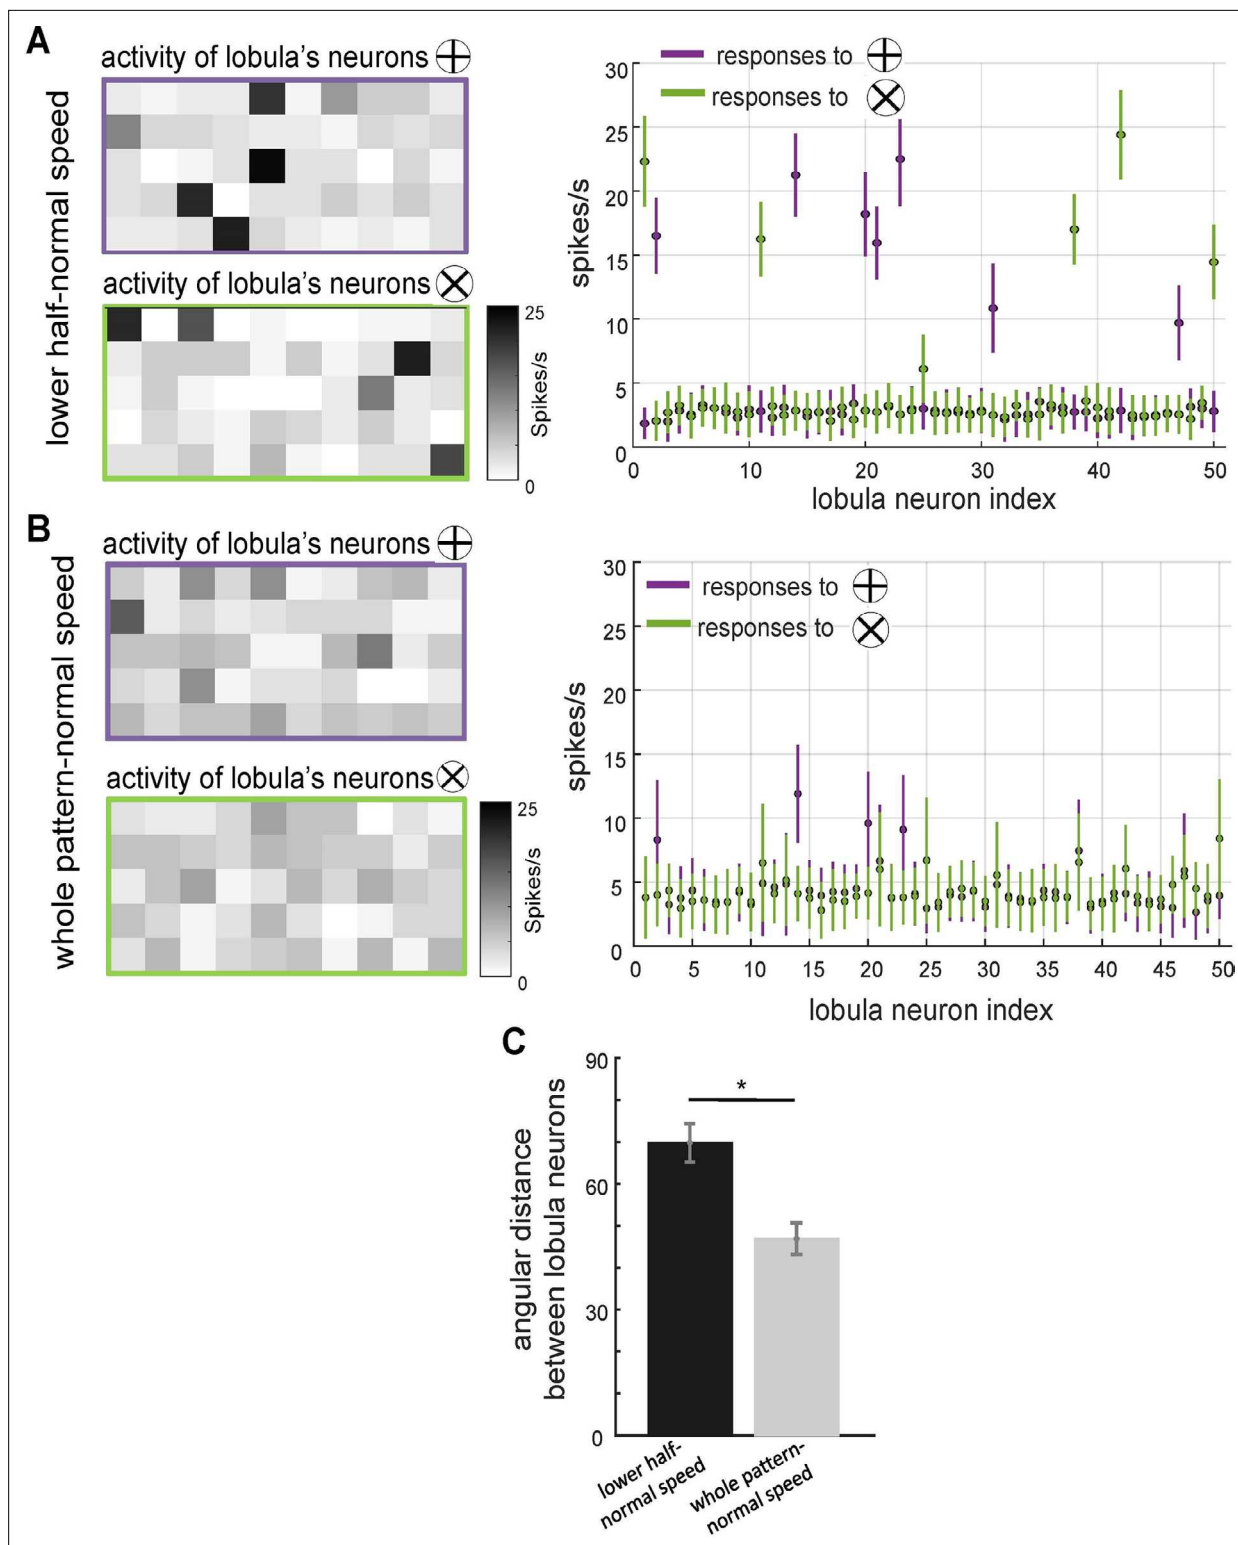 A
lower half-normal speed
activity of lobula's neurons
activity of lobula's neurons
25
Spikes/s
0
responses to
responses to
30
25
20
15
10
5
0
spikes/s
0 10 20 30 40 50
lobula neuron index
B
whole pattern-normal speed
activity of lobula's neurons
activity of lobula's neurons
25
Spikes/s
0
responses to
responses to
30
25
20
15
10
5
0
spikes/s
0 5 10 15 20 25 30 35 40 45 50
lobula neuron index
C
angular distance
between lobula neurons
90
60
30
0
*
lower half-
normal speed
whole pattern-
normal speed